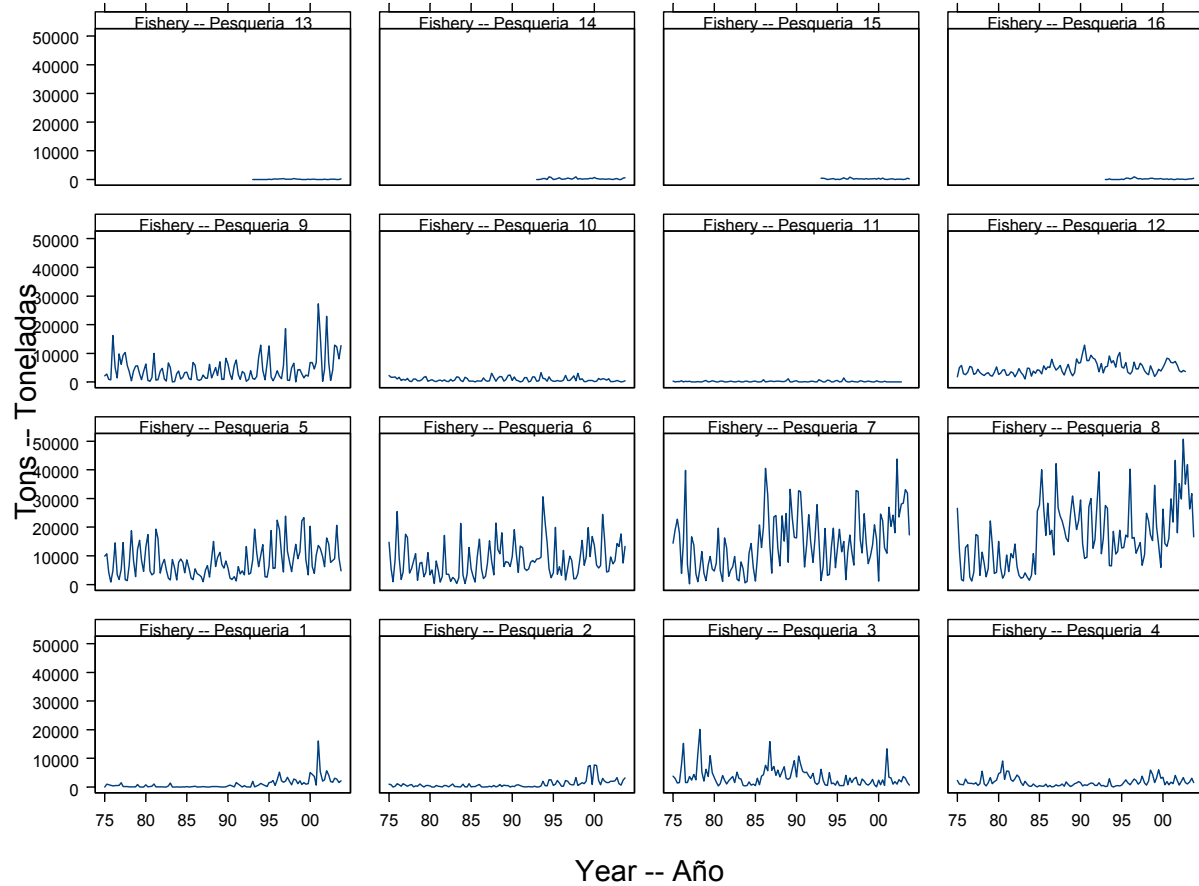 Fishery -- Pesqueria 13
Fishery -- Pesqueria 14
Fishery -- Pesqueria 15
Fishery -- Pesqueria 16
50000
40000
30000
20000
10000
0
Fishery -- Pesqueria 9
Fishery -- Pesqueria 10
Fishery -- Pesqueria 11
Fishery -- Pesqueria 12
50000
40000
30000
20000
10000
0
Tons -- Toneladas
Fishery -- Pesqueria 5
Fishery -- Pesqueria 6
Fishery -- Pesqueria 7
Fishery -- Pesqueria 8
50000
40000
30000
20000
10000
0
Fishery -- Pesqueria 1
Fishery -- Pesqueria 2
Fishery -- Pesqueria 3
Fishery -- Pesqueria 4
50000
40000
30000
20000
10000
0
75 80 85 90 95 00 75 80 85 90 95 00 75 80 85 90 95 00 75 80 85 90 95 00
Year -- Año